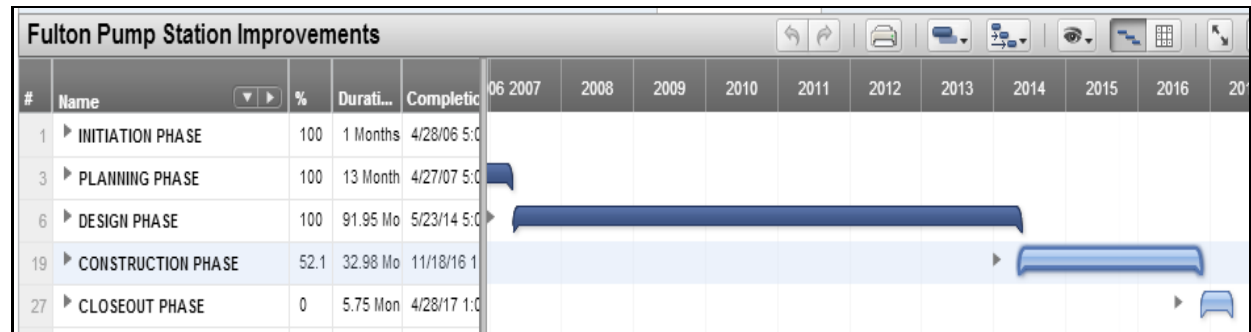 Fulton Pump Station Improvements
# Name % Durati... Completic 06 2007 2008 2009 2010 2011 2012 2013 2014 2015 2016 20
1 INITIATION PHASE 100 1 Months 4/28/06 5:0
3 PLANNING PHASE 100 13 Month 4/27/07 5:0
6 DESIGN PHASE 100 91.95 Mo 5/23/14 5:0
19 CONSTRUCTION PHASE 52.1 32.98 Mo 11/18/16 1
27 CLOSEOUT PHASE 0 5.75 Mon 4/28/17 1:0